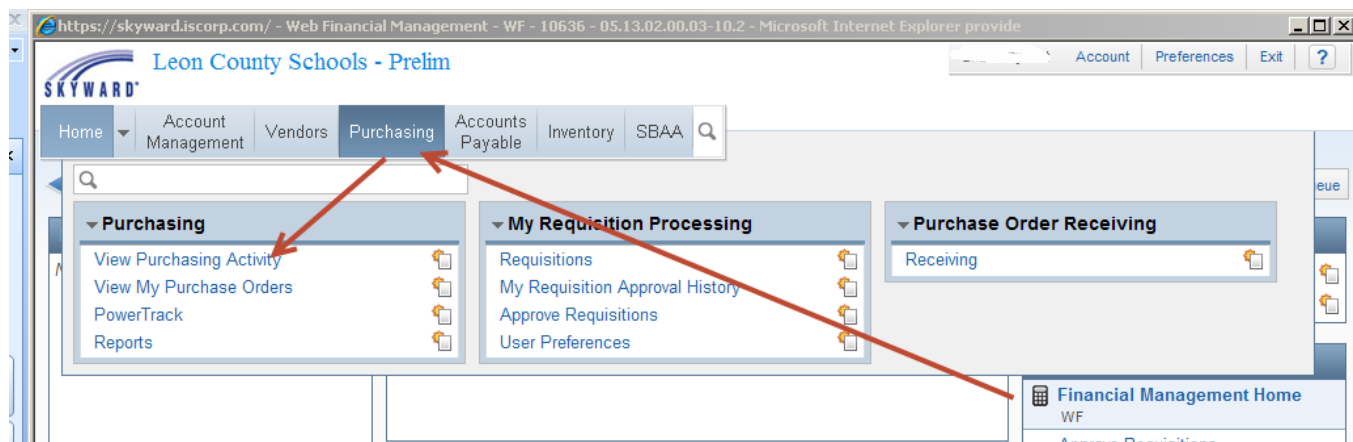 https://skyward.iscorp.com/ - Web Financial Management - WF - 10636 - 05.13.02.00.03-10.2 - Microsoft Internet Explorer provide
Leon County Schools - Prelim
Account Preferences Exit ?
SKYWARD
Home Account Management Vendors Purchasing Accounts Payable Inventory SBAA
eue
Purchasing
View Purchasing Activity
View My Purchase Orders
PowerTrack
Reports
My Requisition Processing
Requisitions
My Requisition Approval History
Approve Requisitions
User Preferences
Purchase Order Receiving
Receiving
Financial Management Home
WF
Approve Requisitions